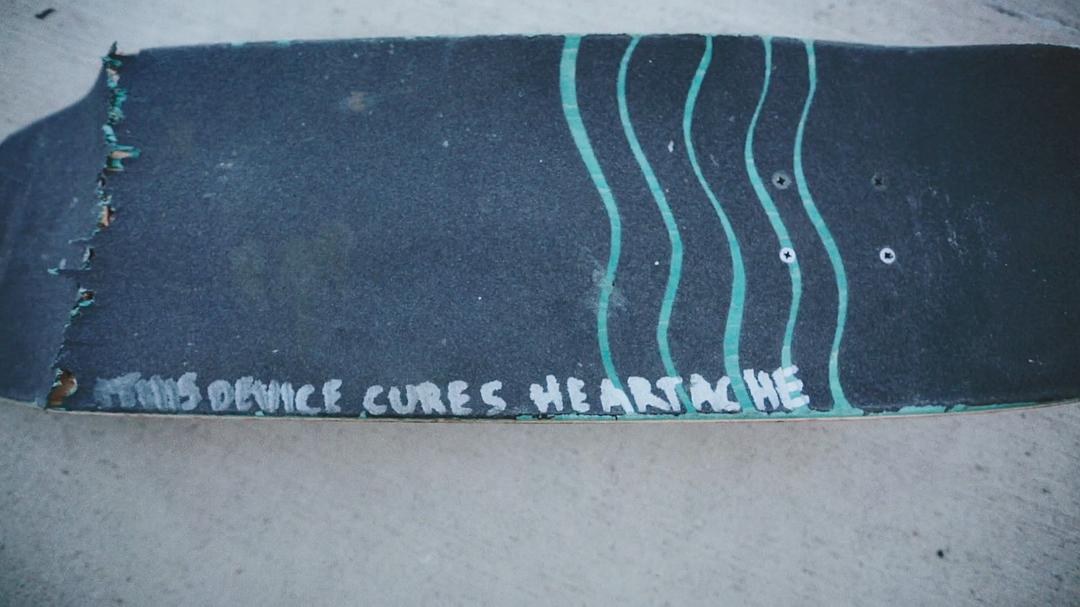 THIS DEVICE CURES HEARTACHE